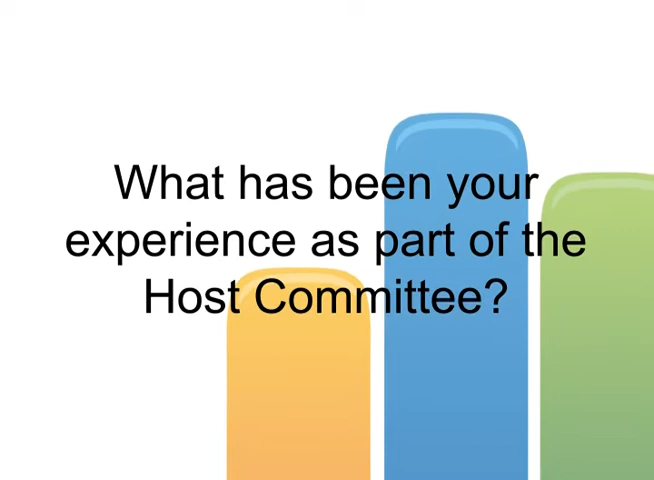 What has been your
experience as part of the
Host Committee?